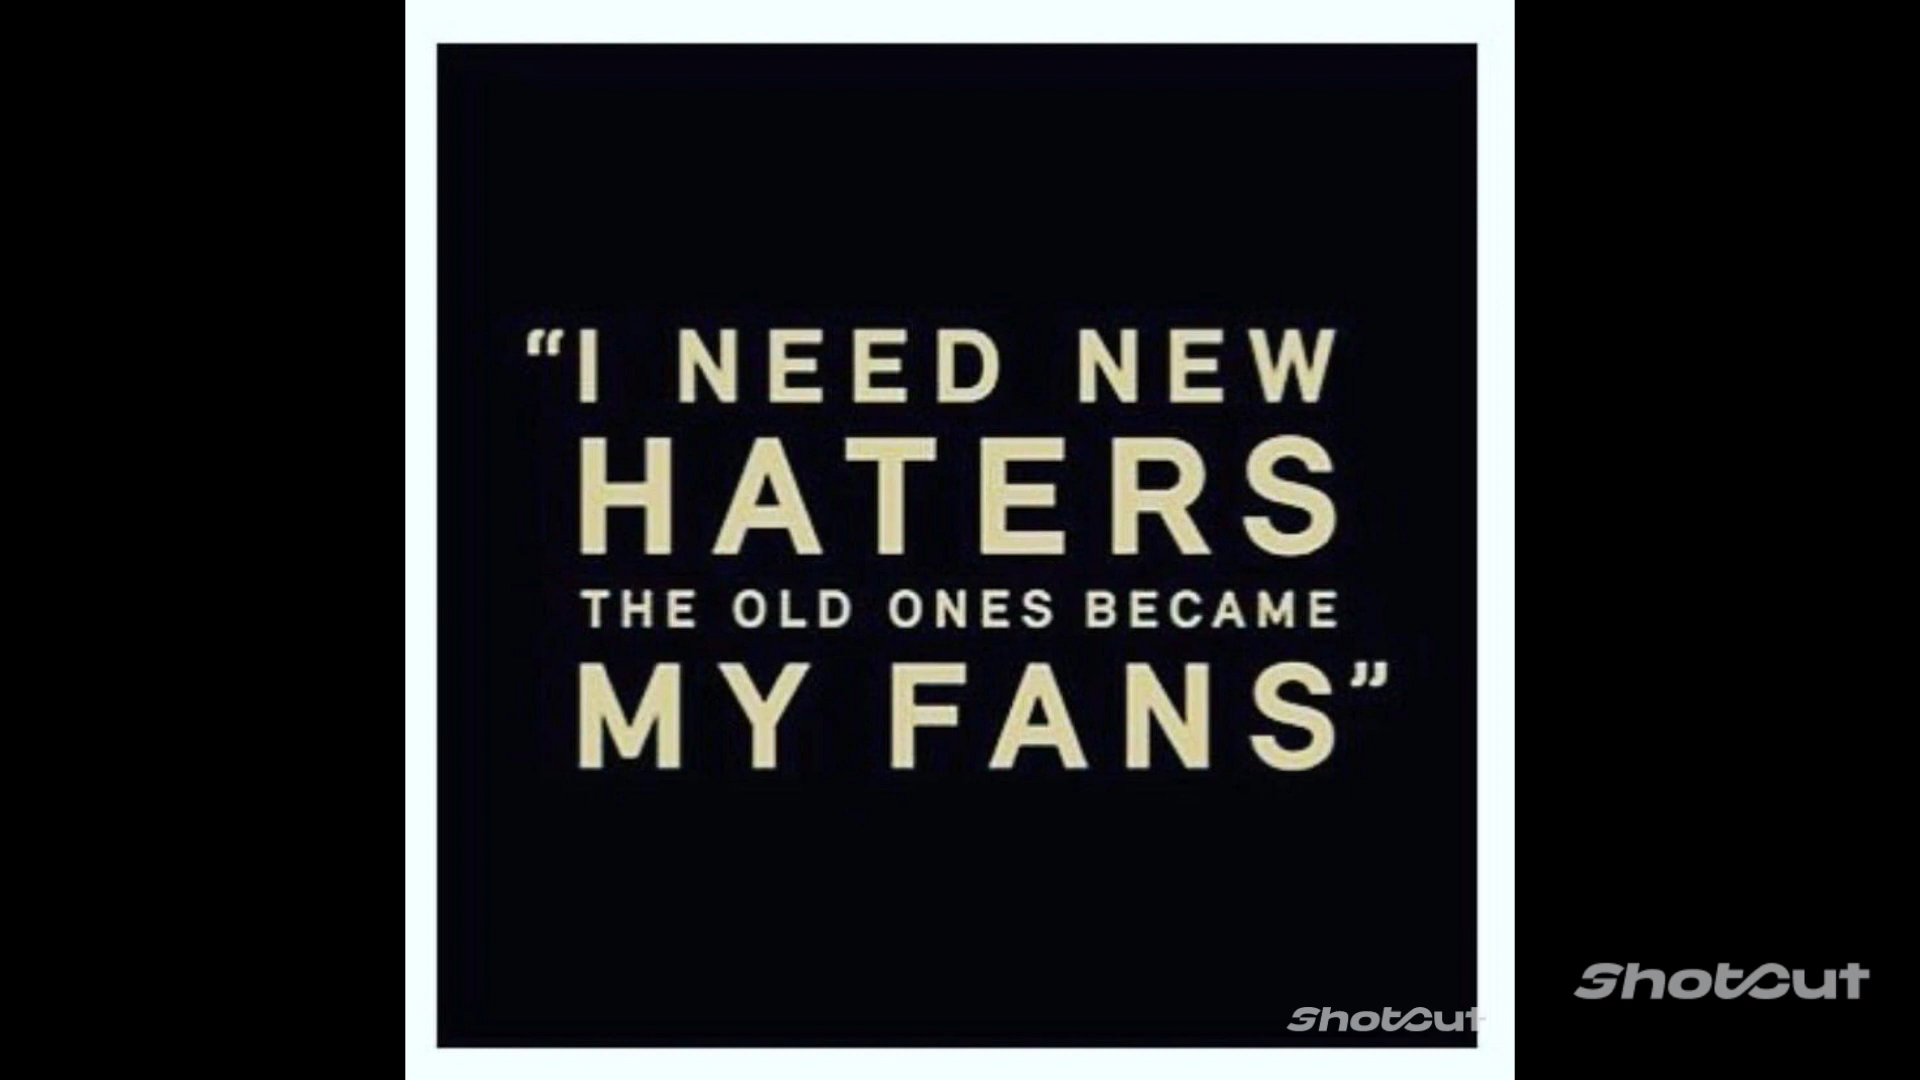 “I NEED NEW
HATERS
THE OLD ONES BECAME
MY FANS”
ShotCut
ShotCut